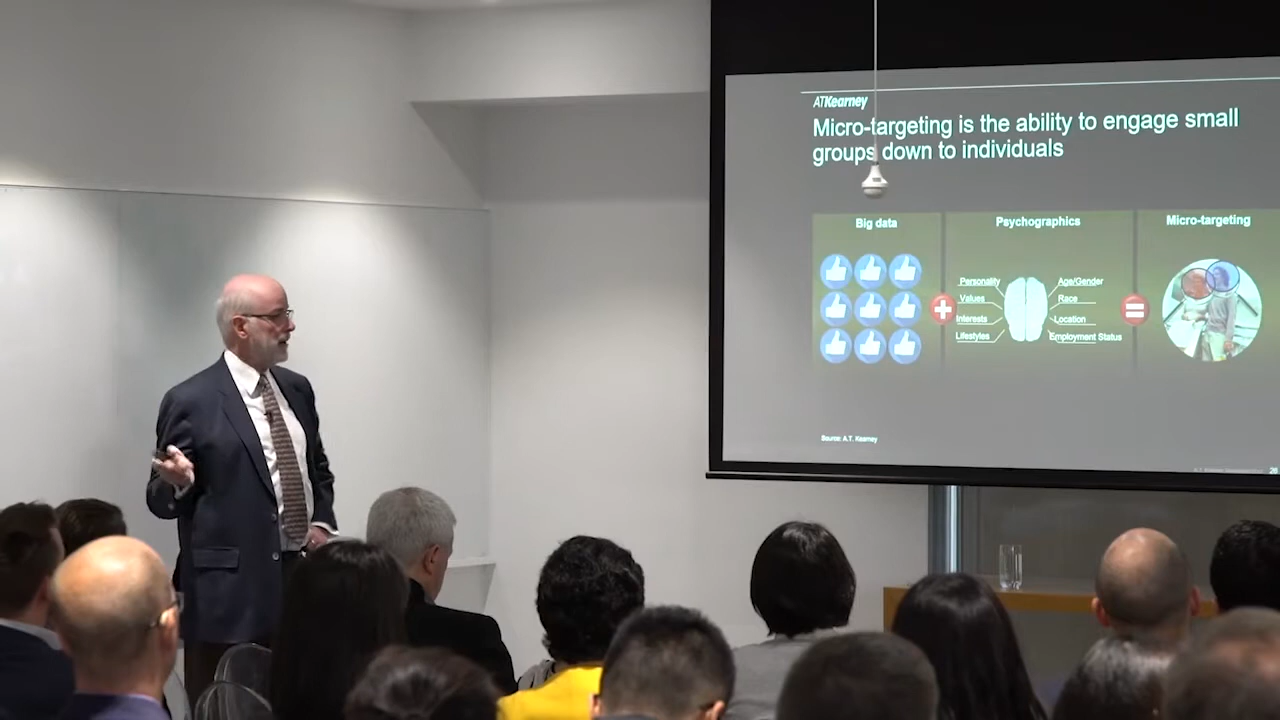 ATKearney
Micro-targeting is the ability to engage small
groups down to individuals
Big data
Psychographics
Micro-targeting
Personality
Values
Interests
Lifestyles
Age/Gender
Race
Location
Employment Status
Source: A.T. Kearney